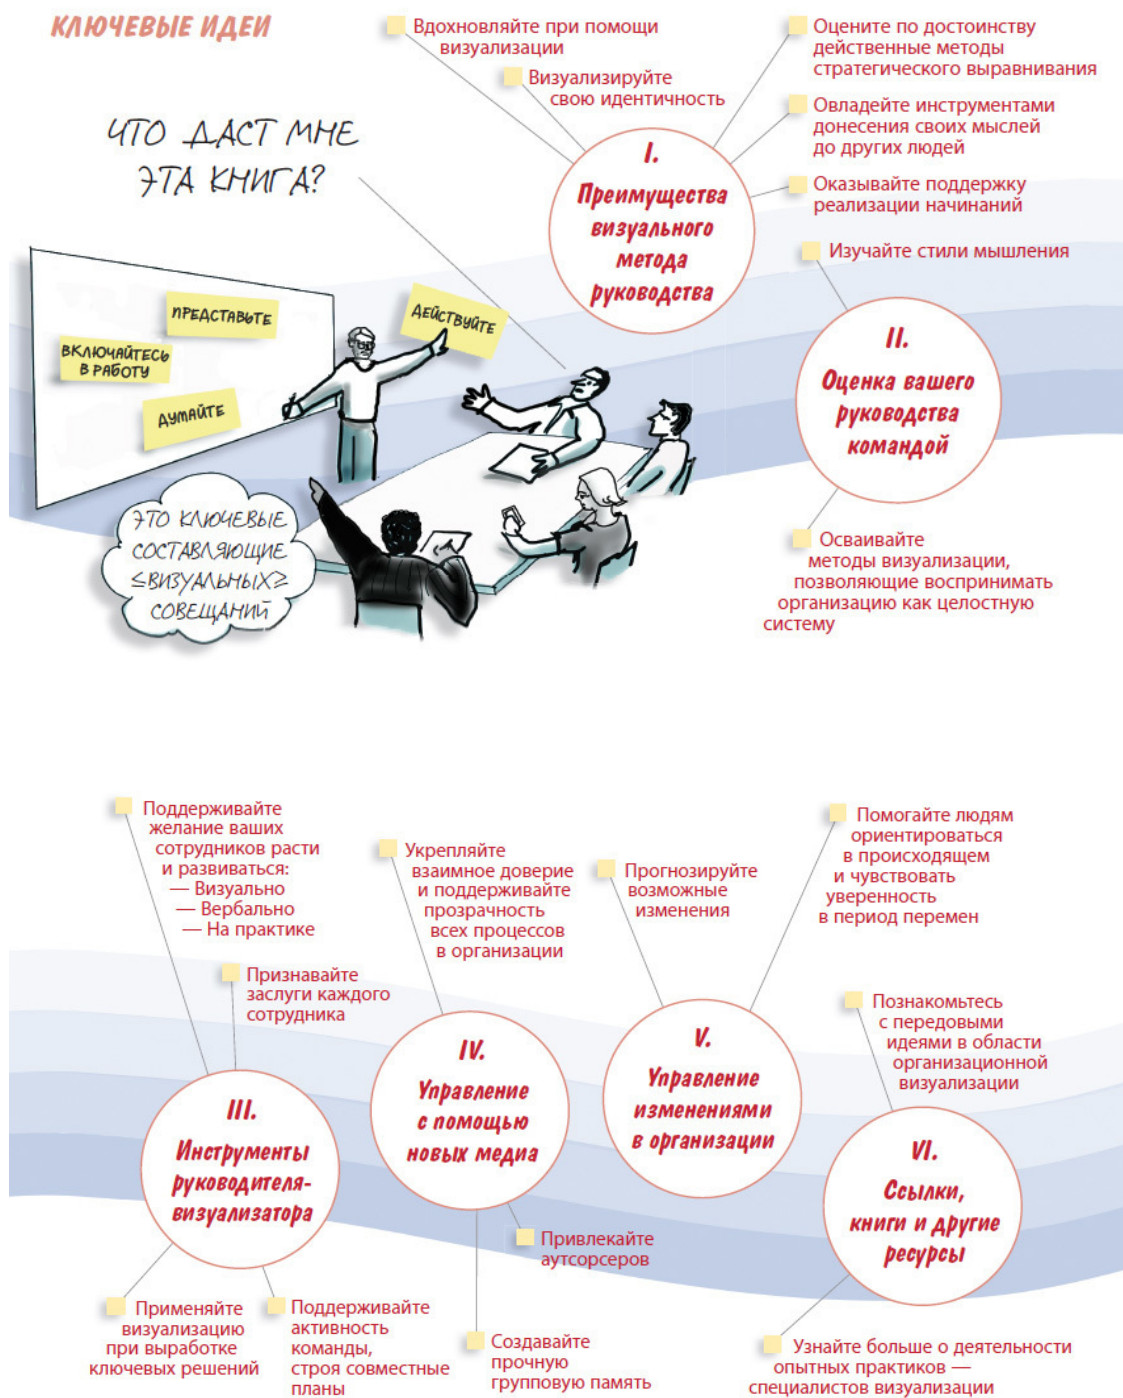 КЛЮЧЕВЫЕ ИДЕИ
ЧТО ДАСТ МНЕ
ЭТА КНИГА?
Вдохновляйте при помощи
визуализации
Визуализируйте
свою идентичность
Оцените по достоинству
действенные методы
стратегического выравнивания
Овладейте инструментами
донесения своих мыслей
до других людей
Оказывайте поддержку
реализации начинаний
I.
Преимущества
визуального
метода
руководства
Изучайте стили мышления
II.
Оценка вашего
руководства
командой
Осваивайте
методы визуализации,
позволяющие воспринимать
организацию как целостную
систему
ПРЕДСТАВЬТЕ
ДЕЙСТВУЙТЕ
ВКЛЮЧАЙТЕСЬ
В РАБОТУ
ДУМАЙТЕ
ЭТО КЛЮЧЕВЫЕ
СОСТАВЛЯЮЩИЕ
≤ВИЗУАЛЬНЫХ≥
СОВЕЩАНИЙ
Поддерживайте
желание ваших
сотрудников расти
и развиваться:
— Визуально
— Вербально
— На практике
Признавайте
заслуги каждого
сотрудника
III.
Инструменты
руководителя-
визуализатора
Применяйте
визуализацию
при выработке
ключевых решений
Поддерживайте
активность
команды,
строя совместные
планы
Укрепляйте
взаимное доверие
и поддерживайте
прозрачность
всех процессов
в организации
IV.
Управление
с помощью
новых медиа
Привлекайте
аутсорсеров
Создавайте
прочную
групповую память
Прогнозируйте
возможные
изменения
Помогайте людям
ориентироваться
в происходящем
и чувствовать
уверенность
в период перемен
V.
Управление
изменениями
в организации
Познакомьтесь
с передовыми
идеями в области
организационной
визуализации
VI.
Ссылки,
книги и другие
ресурсы
Узнайте больше о деятельности
опытных практиков —
специалистов визуализации